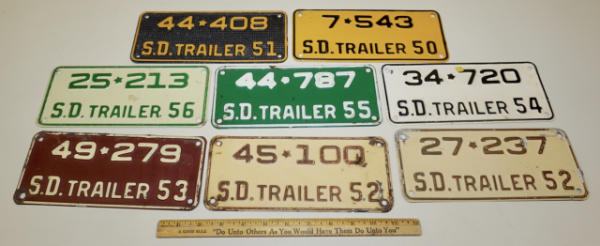 44★408
S.D. TRAILER 51
7★543
S.D. TRAILER 50
25★213
S.D. TRAILER 56
44★787
S.D. TRAILER 55
34★720
S.D. TRAILER 54
49★279
S.D. TRAILER 53
45★100
S.D. TRAILER 52
27★237
S.D. TRAILER 52
A GOOD RULE "Do Unto Others As You Would Have Them Do Unto You"